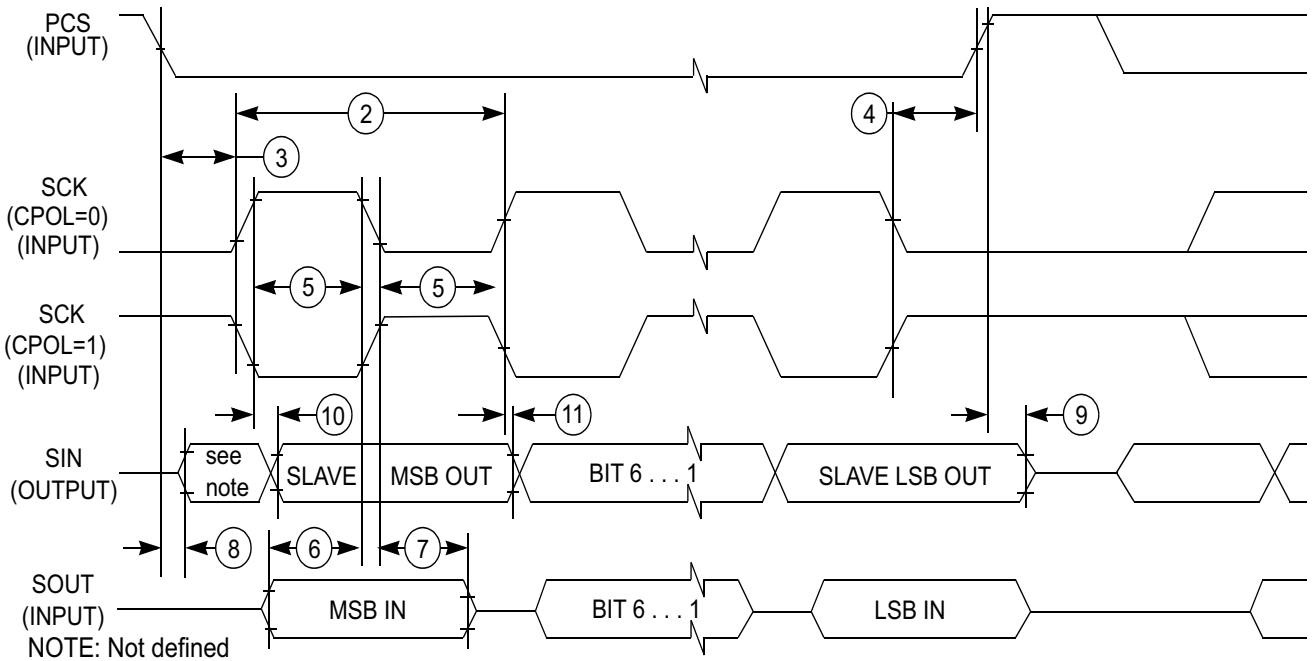 PCS
(INPUT)
2
4
3
SCK
(CPOL=0)
(INPUT)
5
5
SCK
(CPOL=1)
(INPUT)
10
11
9
SIN
(OUTPUT)
see
note
SLAVE
MSB OUT
BIT 6 . . . 1
SLAVE LSB OUT
8
6
7
SOUT
(INPUT)
MSB IN
BIT 6 . . . 1
LSB IN
NOTE: Not defined